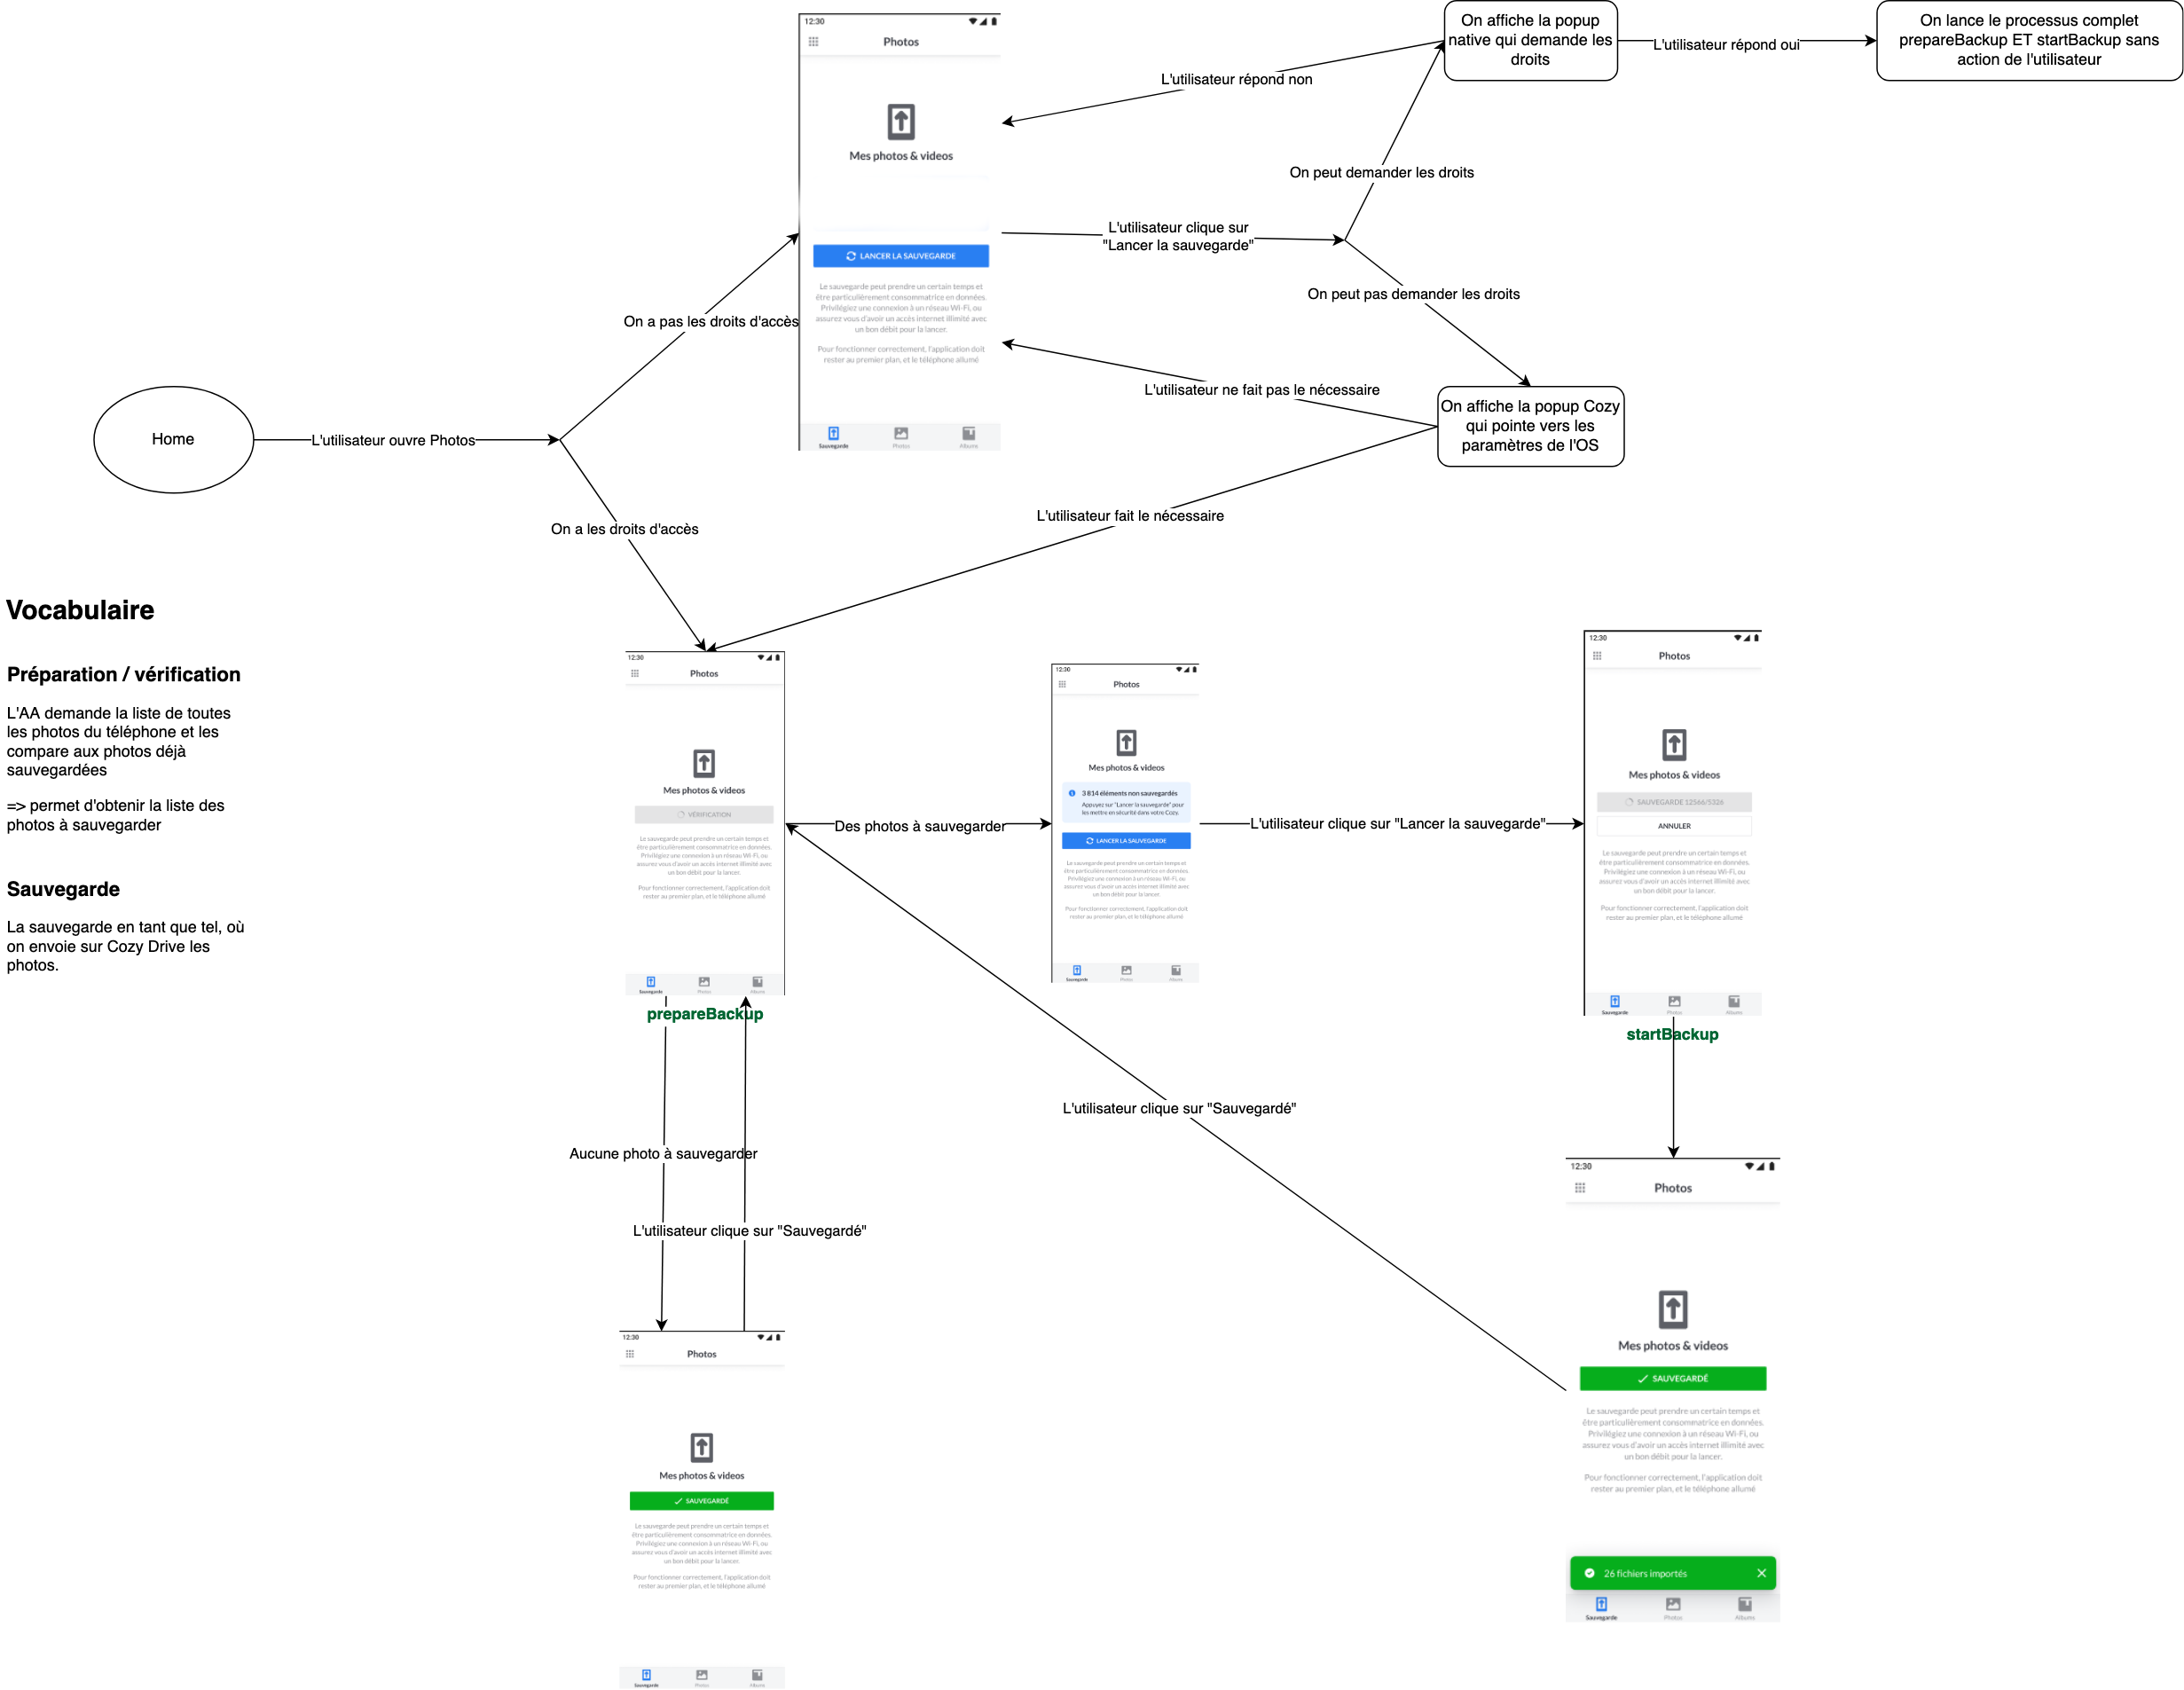 12:30
Photos
Mes photos & videos
LANCER LA SAUVEGARDE
Le sauvegarde peut prendre un certain temps et
être particulièrement consommatrice en données.
Privilégiez une connexion à un réseau Wi-Fi, ou
assurez vous d'avoir un accès internet illimité avec
un bon débit pour la lancer.
Pour fonctionner correctement, l'application doit
rester au premier plan, et le téléphone allumé
Sauvegarde
Photos
Albums
On affiche la popup
native qui demande les
droits
L'utilisateur répond oui
On lance le processus complet
prepareBackup ET startBackup sans
action de l'utilisateur
L'utilisateur répond non
On peut demander les droits
L'utilisateur clique sur
"Lancer la sauvegarde"
On peut pas demander les droits
On a pas les droits d'accès
L'utilisateur ne fait pas le nécessaire
On affiche la popup Cozy
qui pointe vers les
paramètres de l'OS
Home
L'utilisateur ouvre Photos
On a les droits d'accès
L'utilisateur fait le nécessaire
Vocabulaire
Préparation / vérification
L'AA demande la liste de toutes
les photos du téléphone et les
compare aux photos déjà
sauvegardées
=> permet d'obtenir la liste des
photos à sauvegarder
Sauvegarde
La sauvegarde en tant que tel, où
on envoie sur Cozy Drive les
photos.
12:30
Photos
Mes photos & videos
VÉRIFICATION
Le sauvegarde peut prendre un certain temps et
être particulièrement consommatrice en données.
Privilégiez une connexion à un réseau Wi-Fi, ou
assurez vous d'avoir un accès internet illimité avec
un bon débit pour la lancer.
Pour fonctionner correctement, l'application doit
rester au premier plan, et le téléphone allumé
Sauvegarde
Photos
Albums
prepareBackup
Des photos à sauvegarder
12:30
Photos
Mes photos & videos
3 814 éléments non sauvegardés
Appuyez sur "Lancer la sauvegarde" pour
les mettre en sécurité dans votre Cozy.
LANCER LA SAUVEGARDE
Le sauvegarde peut prendre un certain temps et
être particulièrement consommatrice en données.
Privilégiez une connexion à un réseau Wi-Fi, ou
assurez vous d'avoir un accès internet illimité avec
un bon débit pour la lancer.
Pour fonctionner correctement, l'application doit
rester au premier plan, et le téléphone allumé
Sauvegarde
Photos
Albums
L'utilisateur clique sur "Lancer la sauvegarde"
12:30
Photos
Mes photos & videos
SAUVEGARDE 12566/5326
ANNULER
Le sauvegarde peut prendre un certain temps et
être particulièrement consommatrice en données.
Privilégiez une connexion à un réseau Wi-Fi, ou
assurez vous d'avoir un accès internet illimité avec
un bon débit pour la lancer.
Pour fonctionner correctement, l'application doit
rester au premier plan, et le téléphone allumé
Sauvegarde
Photos
Albums
startBackup
L'utilisateur clique sur "Sauvegardé"
Aucune photo à sauvegarder
L'utilisateur clique sur "Sauvegardé"
12:30
Photos
Mes photos & videos
SAUVEGARDÉ
Le sauvegarde peut prendre un certain temps et
être particulièrement consommatrice en données.
Privilégiez une connexion à un réseau Wi-Fi, ou
assurez vous d'avoir un accès internet illimité avec
un bon débit pour la lancer.
Pour fonctionner correctement, l'application doit
rester au premier plan, et le téléphone allumé
26 fichiers importés
Sauvegarde
Photos
Albums
12:30
Photos
Mes photos & videos
SAUVEGARDÉ
Le sauvegarde peut prendre un certain temps et
être particulièrement consommatrice en données.
Privilégiez une connexion à un réseau Wi-Fi, ou
assurez vous d'avoir un accès internet illimité avec
un bon débit pour la lancer.
Pour fonctionner correctement, l'application doit
rester au premier plan, et le téléphone allumé
Sauvegarde
Photos
Albums